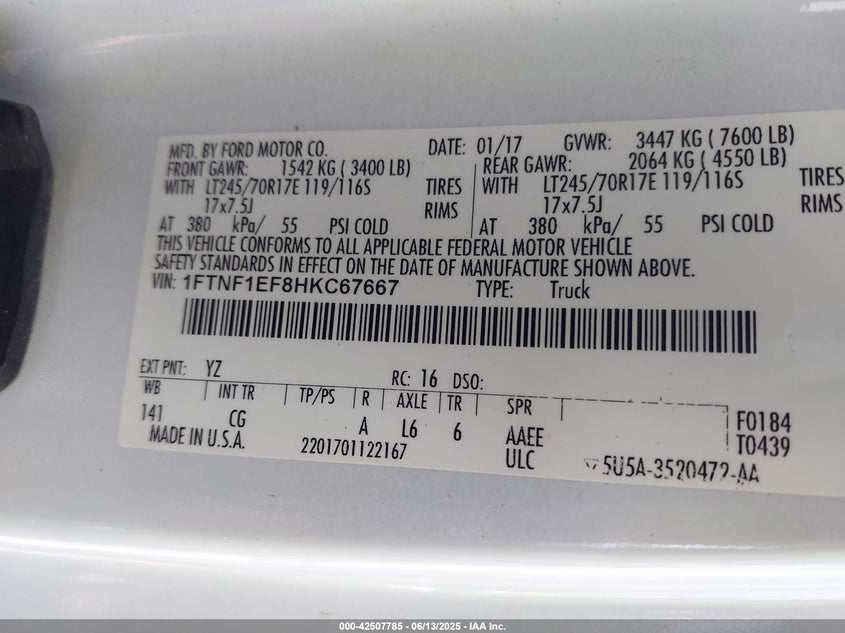 MFD. BY FORD MOTOR CO. DATE: 01/17 GVWR: 3447 KG ( 7600 LB)
FRONT GAWR: 1542 KG ( 3400 LB) REAR GAWR: 2064 KG ( 4550 LB)
WITH LT245/70R17E 119/116S TIRES WITH LT245/70R17E 119/116S TIRES
17x7.5J RIMS 17x7.5J RIMS
AT 380 kPa/ 55 PSI COLD AT 380 kPa/ 55 PSI COLD
THIS VEHICLE CONFORMS TO ALL APPLICABLE FEDERAL MOTOR VEHICLE
SAFETY STANDARDS IN EFFECT ON THE DATE OF MANUFACTURE SHOWN ABOVE.
VIN: 1FTNF1EF8HKC67667 TYPE: Truck
EXT PNT: YZ RC: 16 DSO:
WB INT TR TP/PS R AXLE TR SPR
141 CG A L6 6 AAEE F0184
MADE IN U.S.A. 2201701122167 ULC T0439
5U5A-3520472-AA
000-42507785 - 06/13/2025 - IAA Inc.